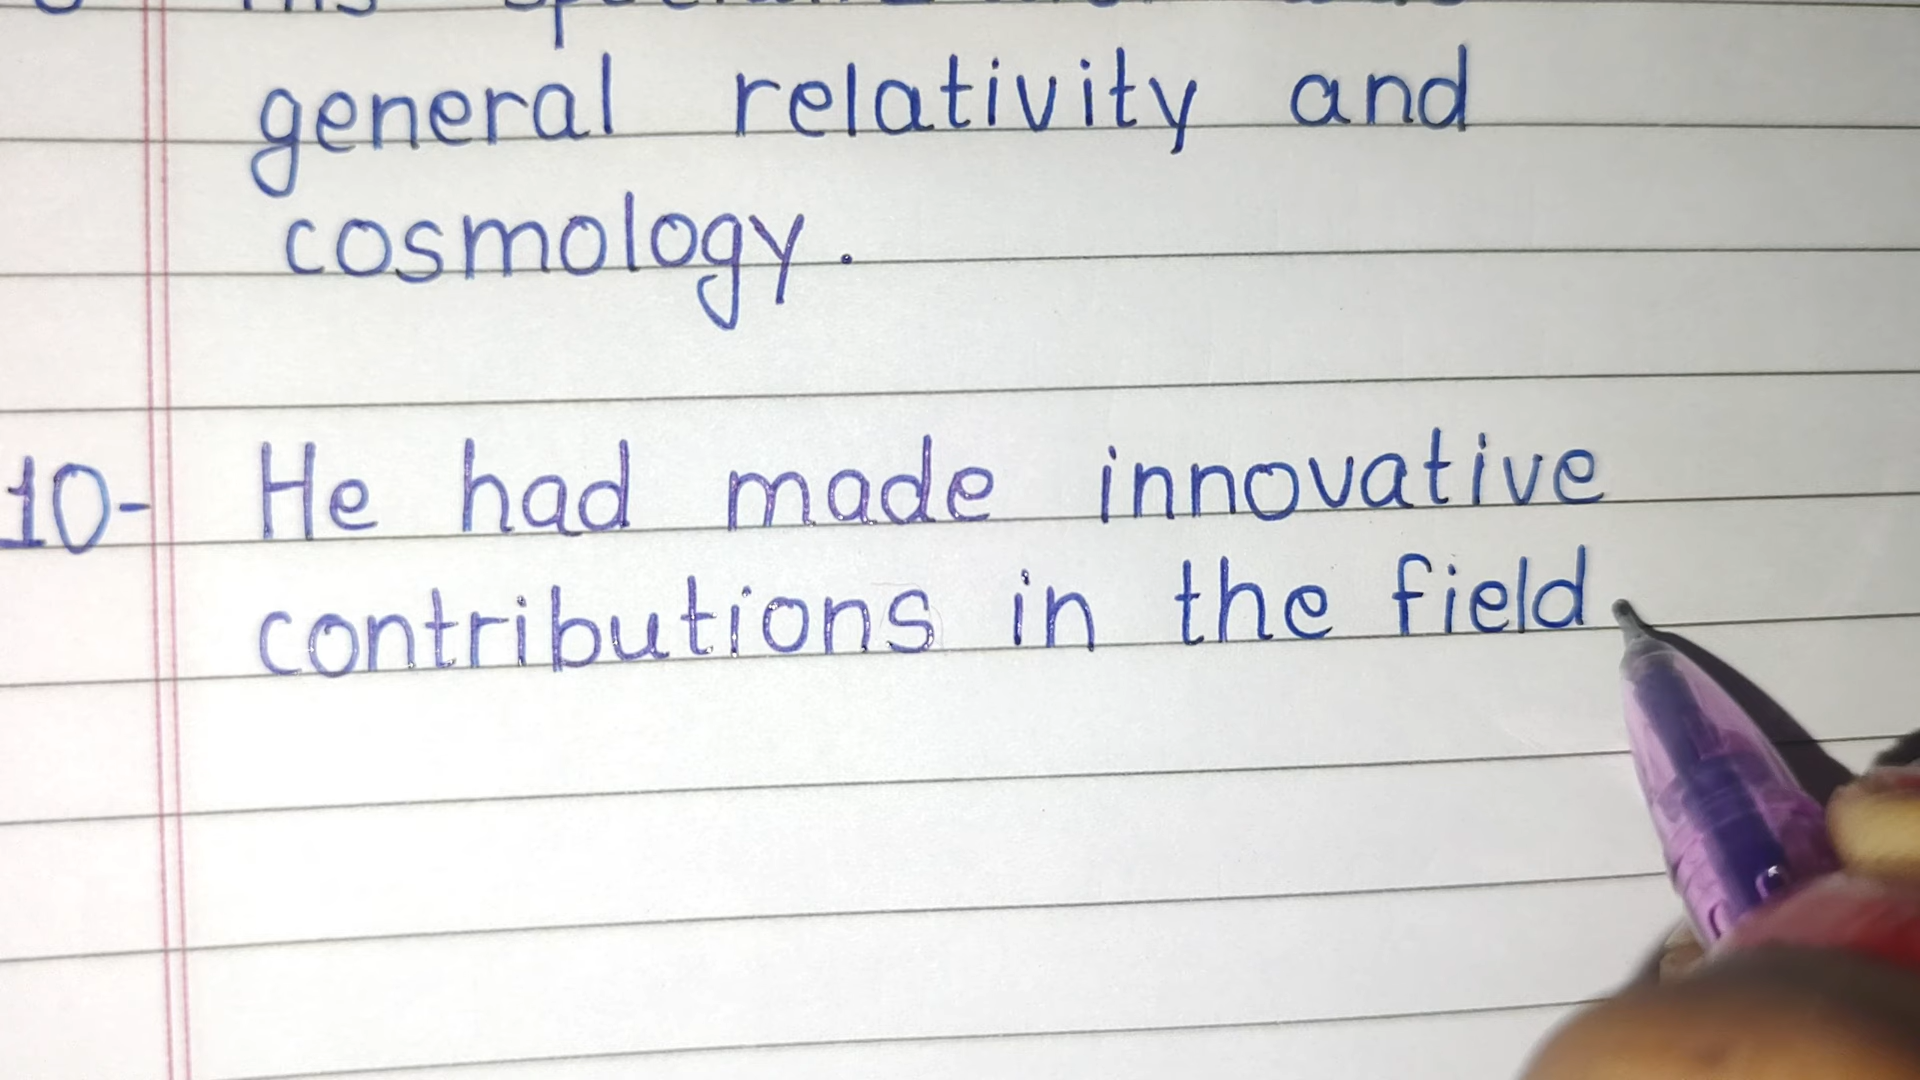 general relativity and
cosmology.
10- He had made innovative
contributions in the field